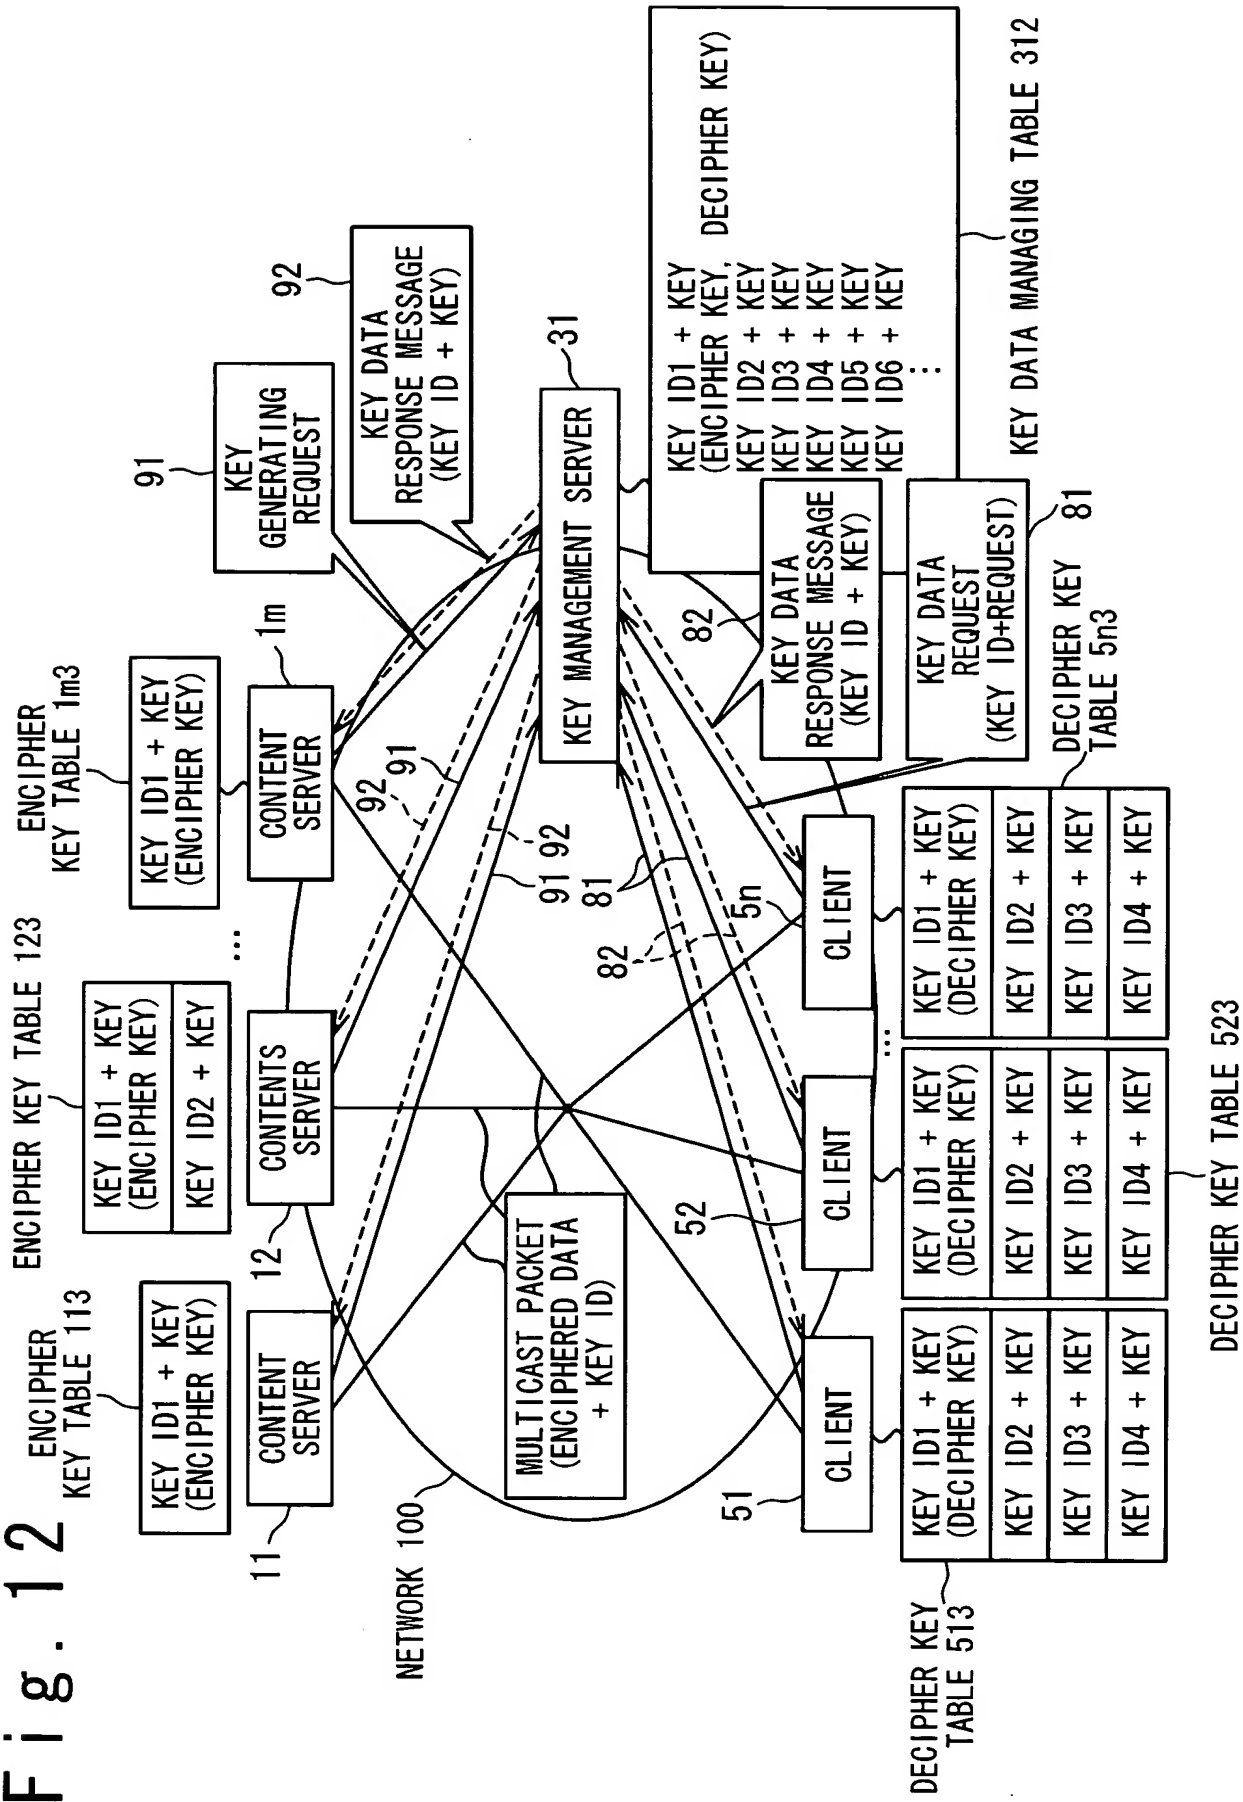 Fig. 12
ENCIPHER
KEY TABLE 113
KEY ID1 + KEY
(ENCIPHER KEY)
CONTENT
SERVER
11
ENCIPHER KEY TABLE 123
KEY ID1 + KEY
(ENCIPHER KEY)
KEY ID2 + KEY
CONTENTS
SERVER
12
...
ENCIPHER
KEY TABLE 1m3
KEY ID1 + KEY
(ENCIPHER KEY)
CONTENT
SERVER
1m
91
KEY
GENERATING
REQUEST
92
KEY DATA
RESPONSE MESSAGE
(KEY ID + KEY)
NETWORK 100
92
91
91
92
MULTICAST PACKET
(ENCIPHERED DATA
+ KEY ID)
KEY MANAGEMENT SERVER
31
KEY ID1 + KEY
(ENCIPHER KEY, DECIPHER KEY)
KEY ID2 + KEY
KEY ID3 + KEY
KEY ID4 + KEY
KEY ID5 + KEY
KEY ID6 + KEY
...
KEY DATA MANAGING TABLE 312
81
82
82
KEY DATA
RESPONSE MESSAGE
(KEY ID + KEY)
KEY DATA
REQUEST
(KEY ID+REQUEST)
81
51
CLIENT
52
CLIENT
...
5n
CLIENT
DECIPHER KEY
TABLE 513
KEY ID1 + KEY
(DECIPHER KEY)
KEY ID2 + KEY
KEY ID3 + KEY
KEY ID4 + KEY
KEY ID1 + KEY
(DECIPHER KEY)
KEY ID2 + KEY
KEY ID3 + KEY
KEY ID4 + KEY
DECIPHER KEY TABLE 523
KEY ID1 + KEY
(DECIPHER KEY)
KEY ID2 + KEY
KEY ID3 + KEY
KEY ID4 + KEY
DECIPHER KEY
TABLE 5n3